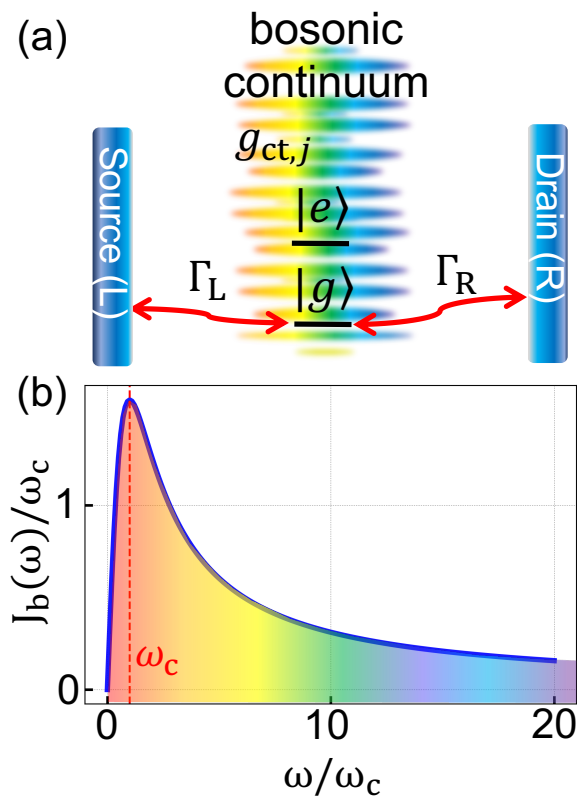 (a)
bosonic
continuum
g_ct,j
Source (L)
Drain (R)
|e⟩
Γ_L
|g⟩
Γ_R
(b)
J_b(ω)/ω_c
1
0
ω_c
0
10
20
ω/ω_c